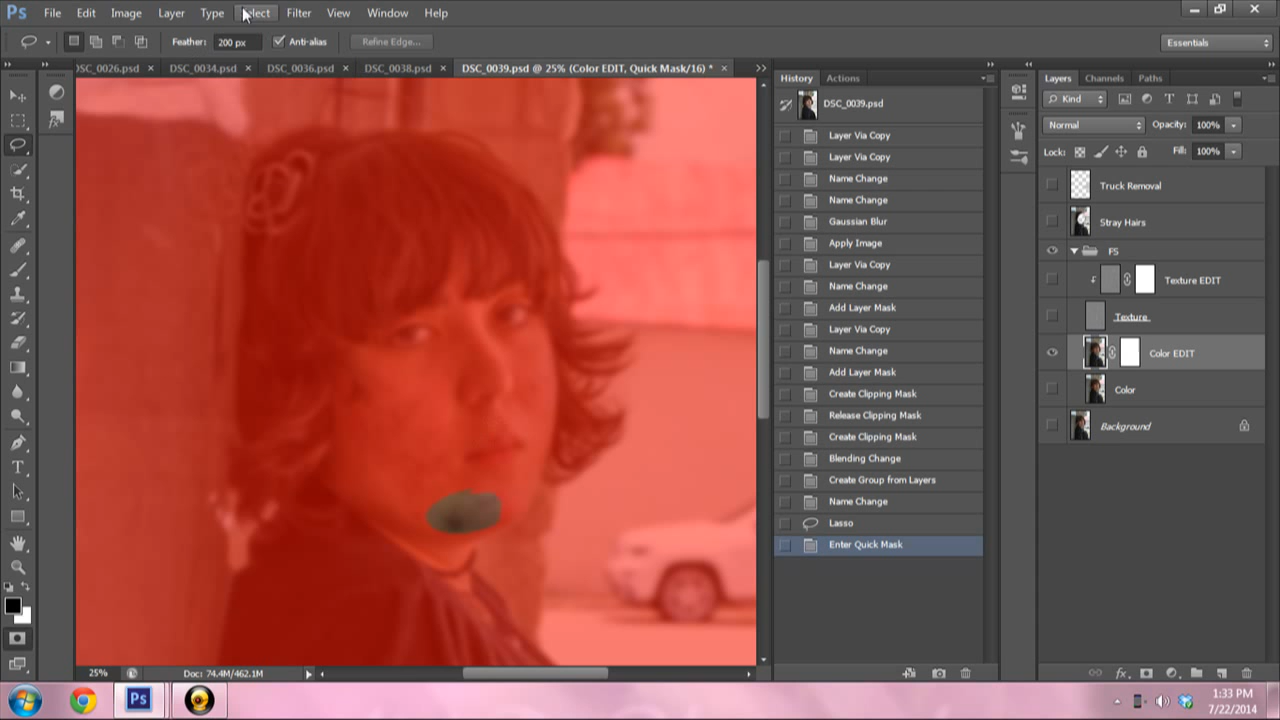 Ps File Edit Image Layer Type Select Filter View Window Help
Feather: 200 px Anti-alias Refine Edge... Essentials
DSC_0026.psd × DSC_0034.psd × DSC_0036.psd × DSC_0038.psd × DSC_0039.psd @ 25% (Color EDIT, Quick Mask/16) * ×
History Actions
DSC_0039.psd
Layer Via Copy
Layer Via Copy
Name Change
Name Change
Gaussian Blur
Apply Image
Layer Via Copy
Name Change
Add Layer Mask
Layer Via Copy
Name Change
Add Layer Mask
Create Clipping Mask
Release Clipping Mask
Create Clipping Mask
Blending Change
Create Group from Layers
Name Change
Lasso
Enter Quick Mask
Layers Channels Paths
Kind
Normal Opacity: 100%
Lock: Fill: 100%
Truck Removal
Stray Hairs
FS
Texture EDIT
Texture
Color EDIT
Color
Background
fx
25% Doc: 74.4M/462.1M
Ps
1:33 PM
7/22/2014